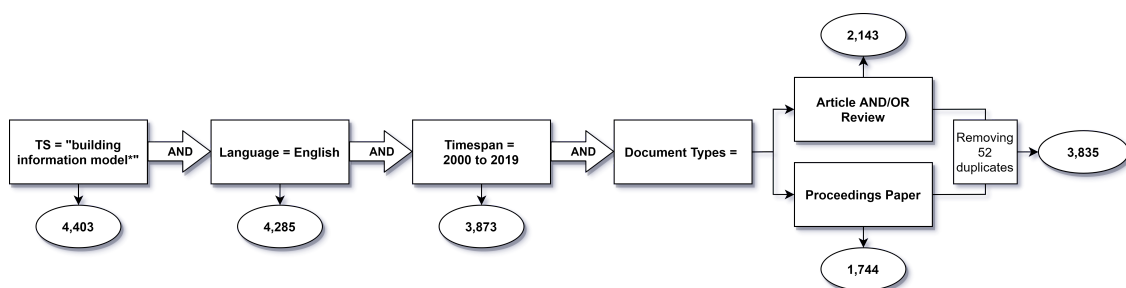 TS = "building
information model*"
AND
Language = English
AND
Timespan =
2000 to 2019
AND
Document Types =
Article AND/OR
Review
Proceedings Paper
Removing
52
duplicates
4,403
4,285
3,873
2,143
1,744
3,835